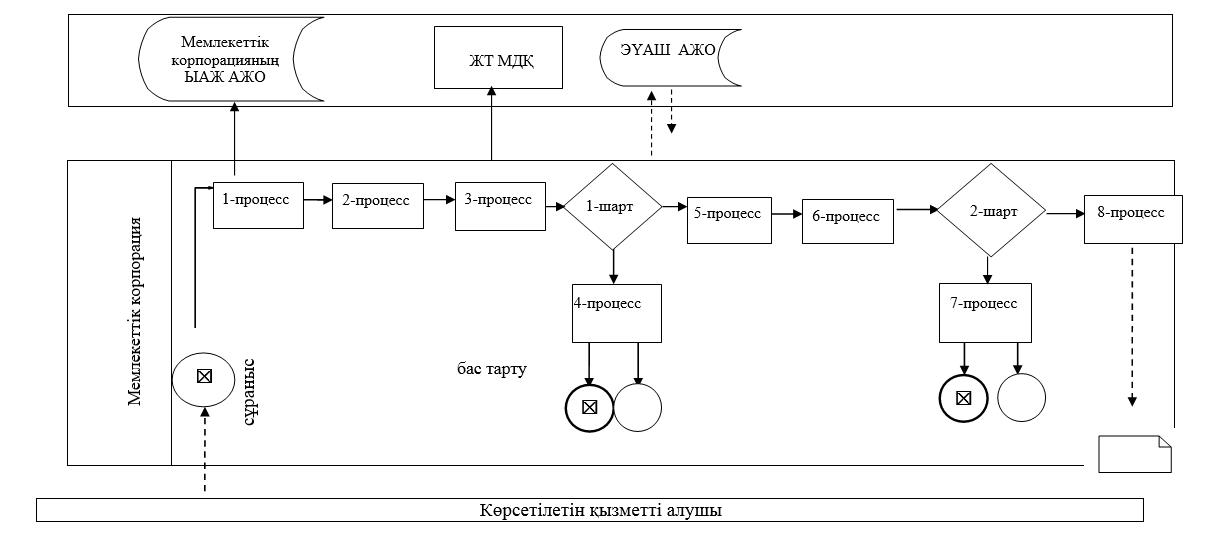 Мемлекеттік
корпорацияның
ЫАЖ АЖО
ЖТ МДҚ
ЭҮАШ АЖО
Мемлекеттік корпорация
1-процесс
2-процесс
3-процесс
1-шарт
5-процесс
6-процесс
2-шарт
8-процесс
4-процесс
7-процесс
бас тарту
сұраныс
Көрсетілетін қызметті алушы